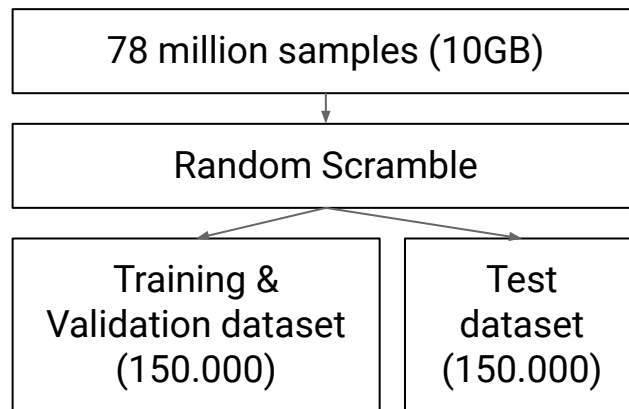 78 million samples (10GB)
Random Scramble
Training &
Validation dataset
(150.000)
Test
dataset
(150.000)